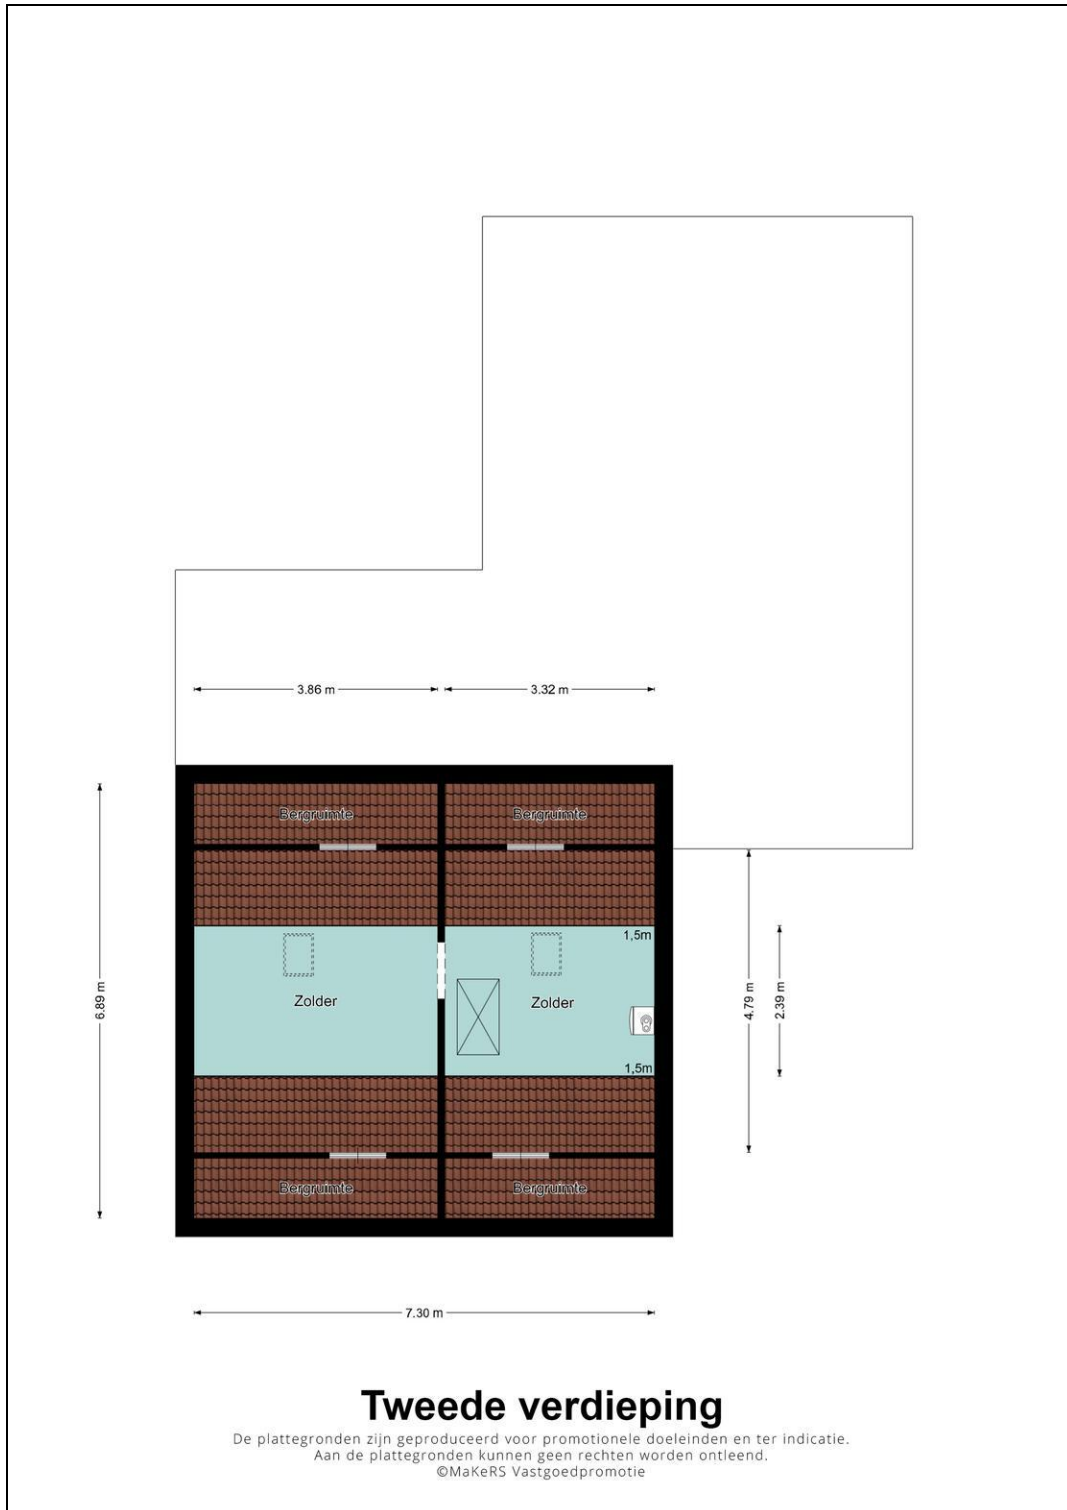 3.86 m
3.32 m
Bergruimte
Bergruimte
1,5m
Zolder
Zolder
6.89 m
4.79 m
2.39 m
1,5m
Bergruimte
Bergruimte
7.30 m
Tweede verdieping
De plattegronden zijn geproduceerd voor promotionele doeleinden en ter indicatie.
Aan de plattegronden kunnen geen rechten worden ontleend.
©MaKeRS Vastgoedpromotie